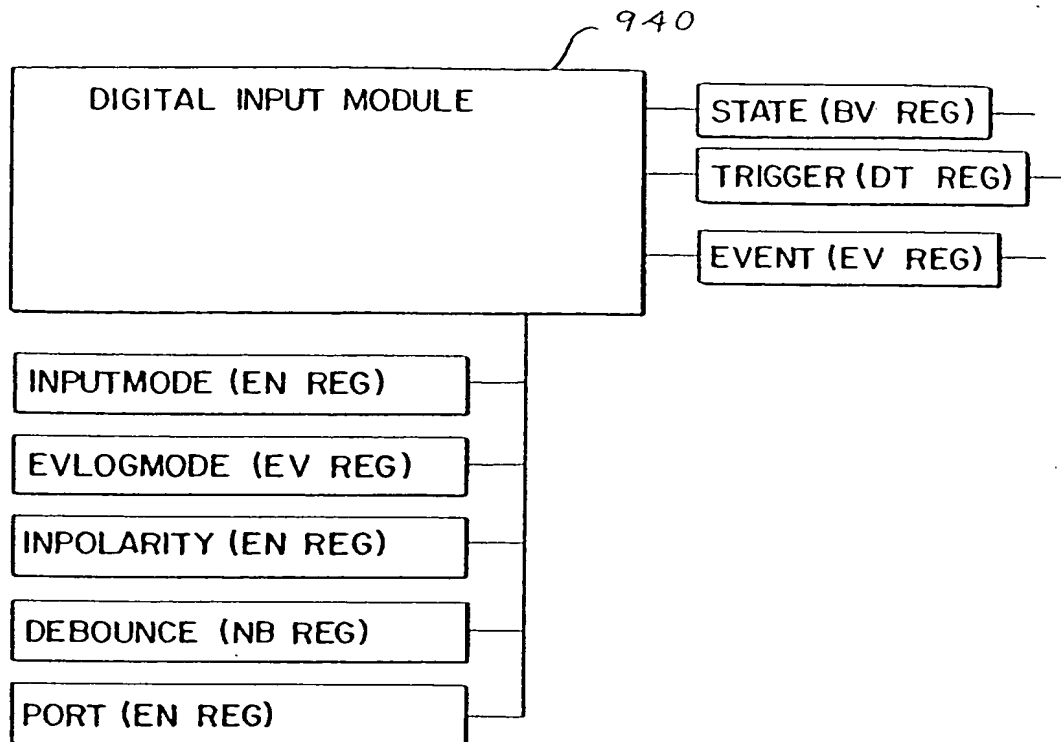 940
DIGITAL INPUT MODULE
STATE (BV REG)
TRIGGER (DT REG)
EVENT (EV REG)
INPUTMODE (EN REG)
EVLOGMODE (EV REG)
INPOLARITY (EN REG)
DEBOUNCE (NB REG)
PORT (EN REG)